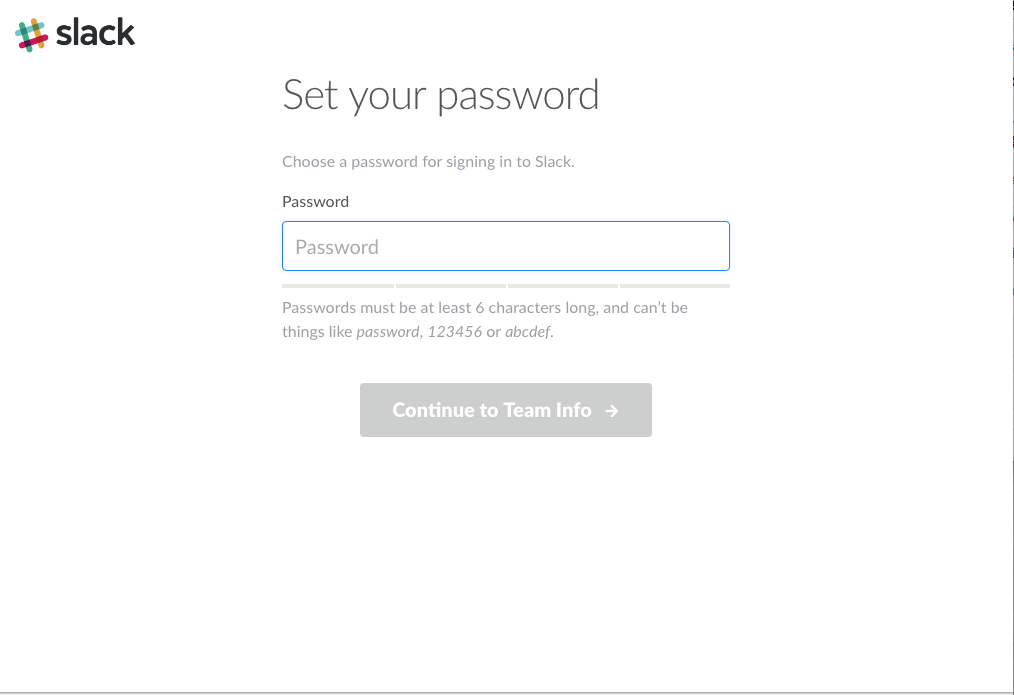 slack
Set your password
Choose a password for signing in to Slack.
Password
Password
Passwords must be at least 6 characters long, and can’t be
things like password, 123456 or abcdef.
Continue to Team Info →